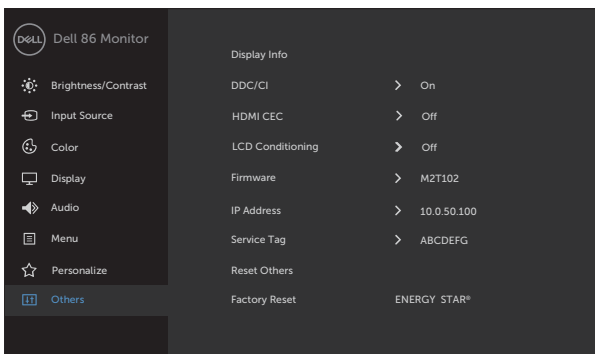 DELL Dell 86 Monitor
Display Info
Brightness/Contrast DDC/CI On
Input Source HDMI CEC Off
Color LCD Conditioning Off
Display Firmware M2T102
Audio IP Address 10.0.50.100
Menu Service Tag ABCDEFG
Personalize Reset Others
Others Factory Reset ENERGY STAR®